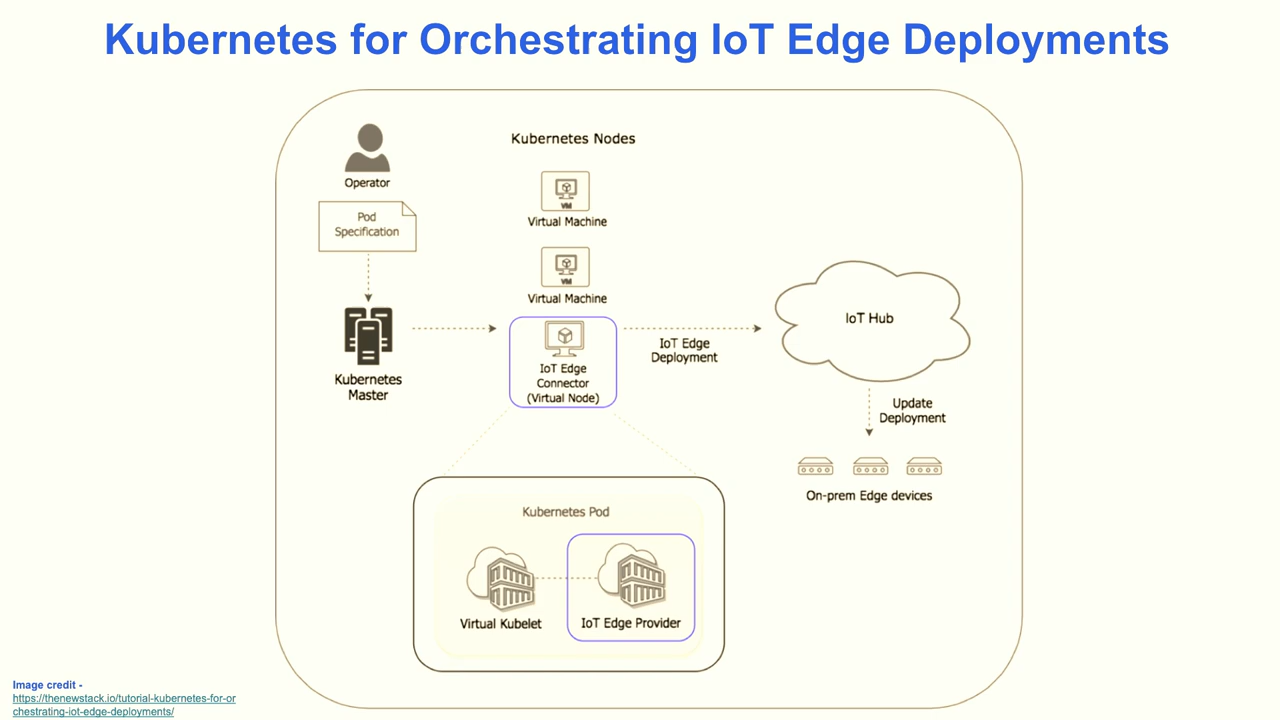 Kubernetes for Orchestrating IoT Edge Deployments
Operator
Pod
Specification
Kubernetes
Master
Kubernetes Nodes
VM
Virtual Machine
VM
Virtual Machine
IoT Edge
Connector
(Virtual Node)
IoT Edge
Deployment
IoT Hub
Update
Deployment
On-prem Edge devices
Kubernetes Pod
Virtual Kubelet
IoT Edge Provider
Image credit -
https://thenewstack.io/tutorial-kubernetes-for-or
chestrating-iot-edge-deployments/